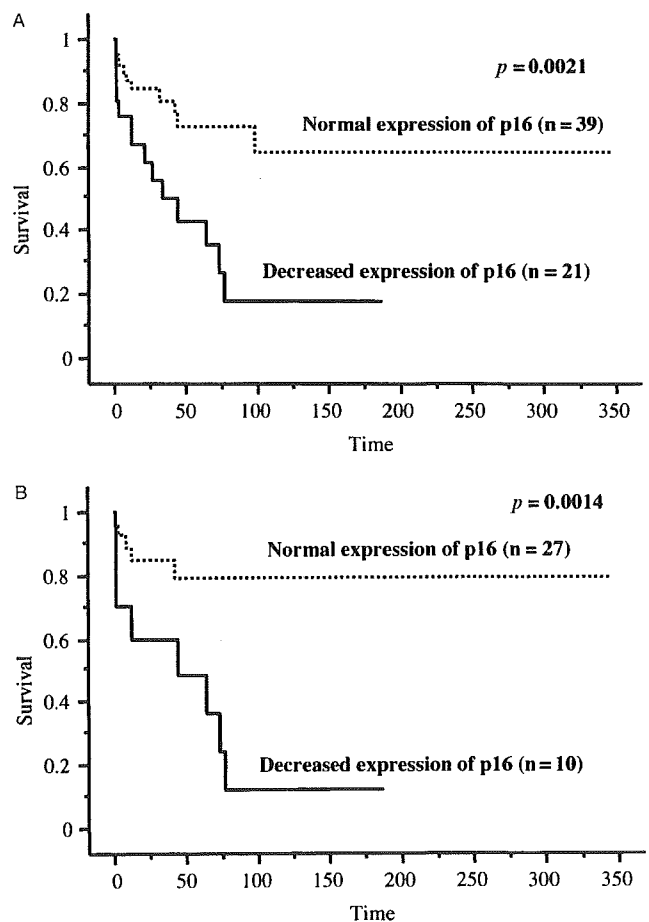 A
p = 0.0021
Normal expression of p16 (n = 39)
Decreased expression of p16 (n = 21)
Survival
1
0.8
0.6
0.4
0.2
0
0 50 100 150 200 250 300 350
Time
B
p = 0.0014
Normal expression of p16 (n = 27)
Decreased expression of p16 (n = 10)
Survival
1
0.8
0.6
0.4
0.2
0
0 50 100 150 200 250 300 350
Time